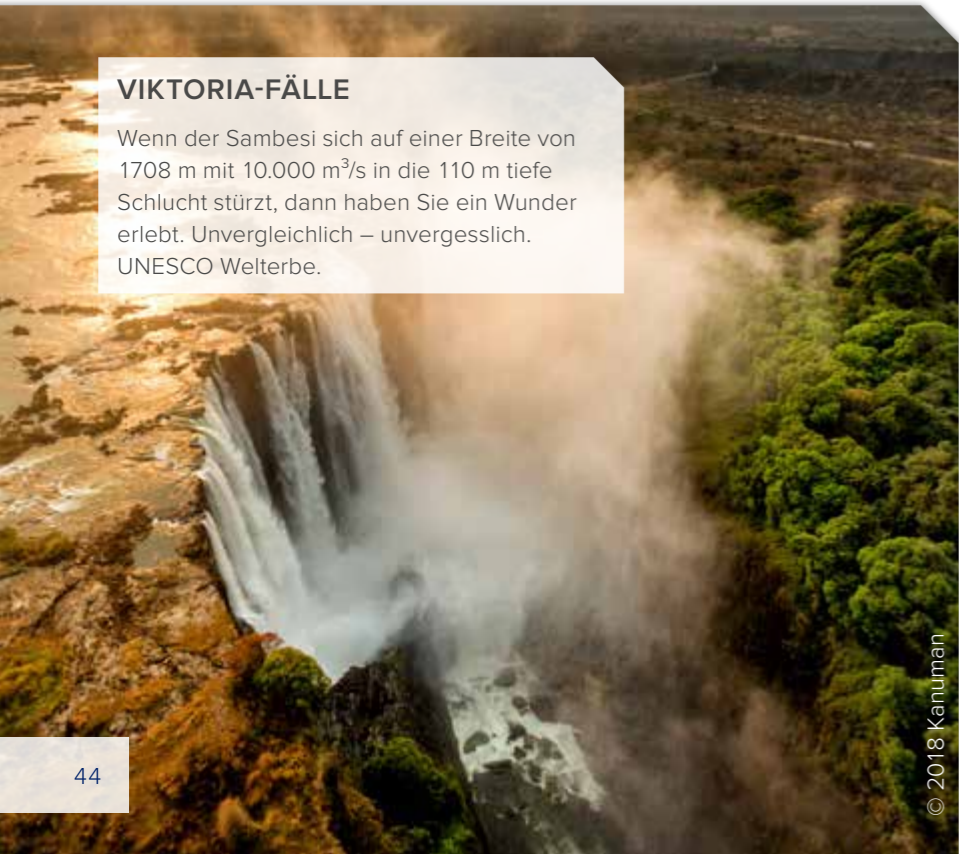 VIKTORIA-FÄLLE
Wenn der Sambesi sich auf einer Breite von
1708 m mit 10.000 m³/s in die 110 m tiefe
Schlucht stürzt, dann haben Sie ein Wunder
erlebt. Unvergleichlich – unvergesslich.
UNESCO Welterbe.
44
© 2018 Kanuman